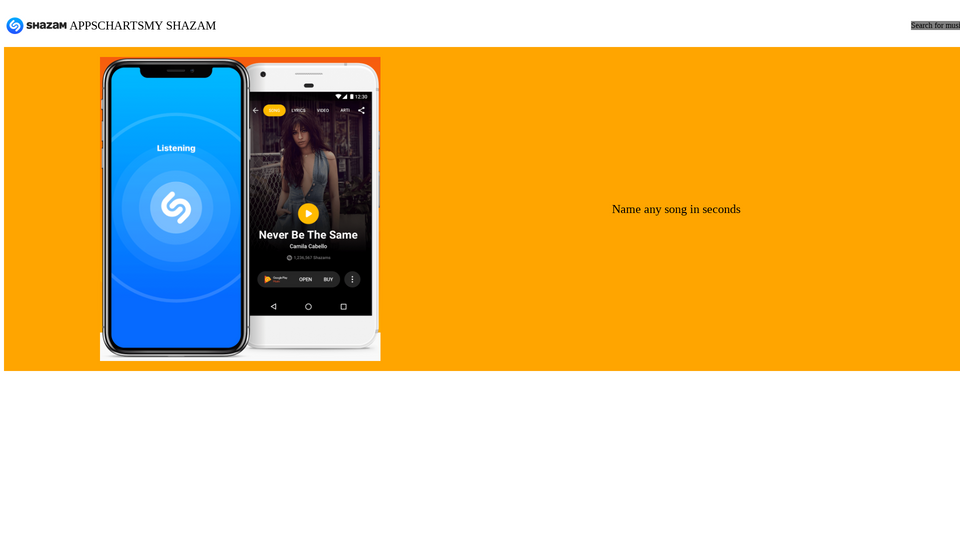 SHAZAM APPSCHARTSMY SHAZAM
Search for musi
12:30
LYRICS VIDEO ARTI
Listening
Name any song in seconds
Never Be The Same
Camila Cabello
1,234,567 Shazams
Google Play
OPEN BUY